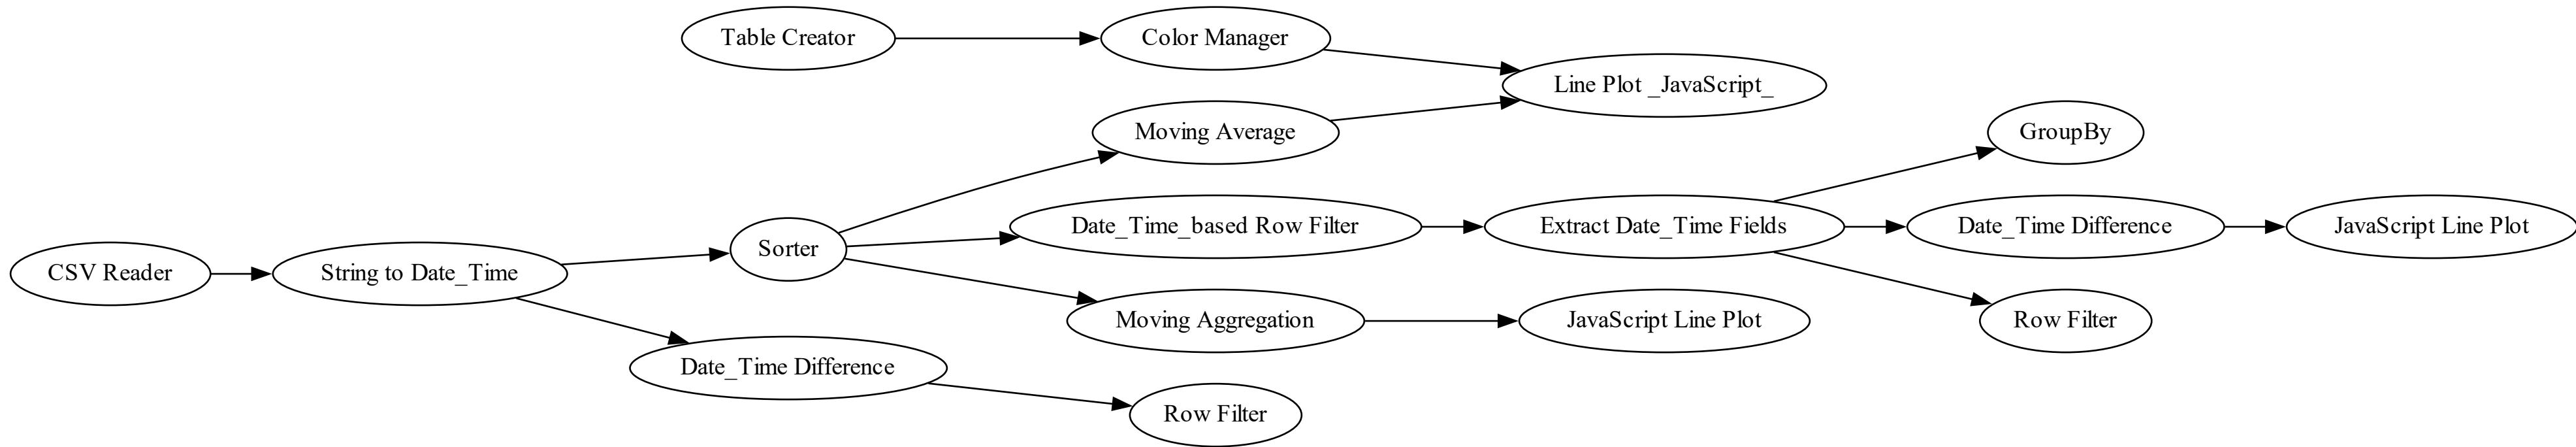 Table Creator
Color Manager
Line Plot _JavaScript_
Moving Average
GroupBy
Sorter
Date_Time_based Row Filter
Extract Date_Time Fields
Date_Time Difference
JavaScript Line Plot
CSV Reader
String to Date_Time
Moving Aggregation
JavaScript Line Plot
Row Filter
Date_Time Difference
Row Filter